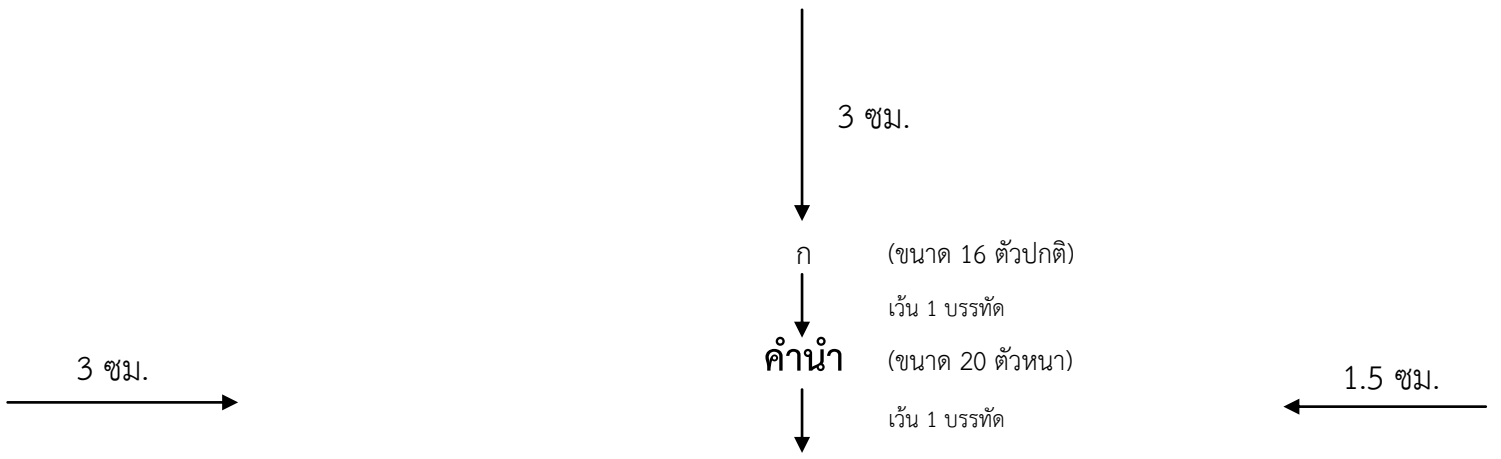 3 ซม.
ก (ขนาด 16 ตัวปกติ)
เว้น 1 บรรทัด
คำนำ (ขนาด 20 ตัวหนา)
3 ซม.
1.5 ซม.
เว้น 1 บรรทัด